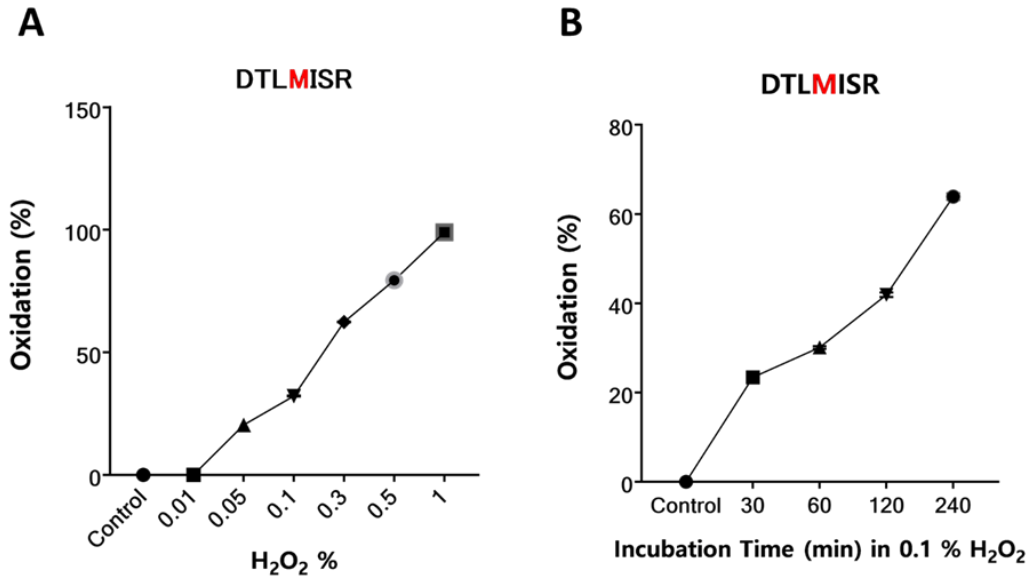 A
DTLMISR
150
100
50
0
Oxidation (%)
Control
0.01
0.05
0.1
0.3
0.5
1
H₂O₂ %
B
DTLMISR
80
60
40
20
0
Oxidation (%)
Control
30
60
120
240
Incubation Time (min) in 0.1 % H₂O₂